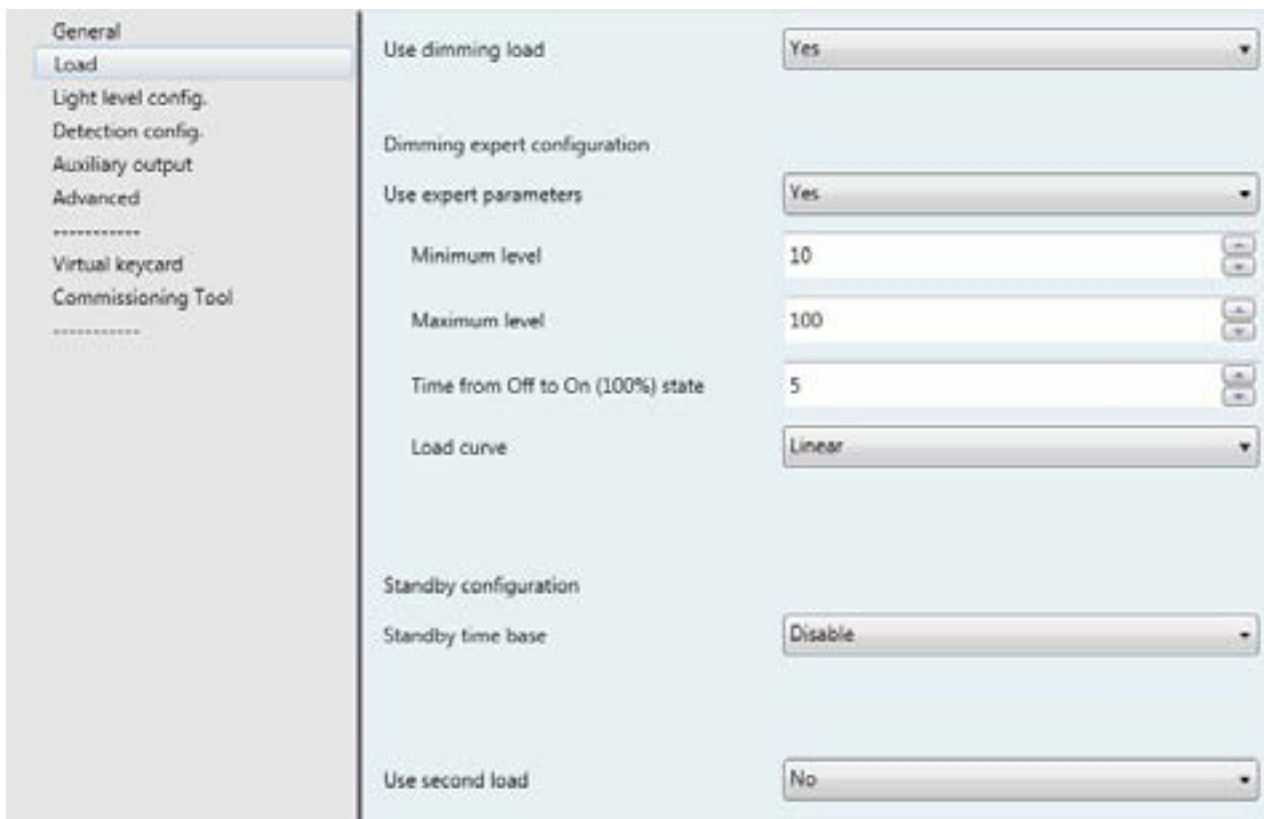 General
Load
Light level config.
Detection config.
Auxiliary output
Advanced
-----------
Virtual keycard
Commissioning Tool
-----------
Use dimming load Yes
Dimming expert configuration
Use expert parameters Yes
Minimum level 10
Maximum level 100
Time from Off to On (100%) state 5
Load curve Linear
Standby configuration
Standby time base Disable
Use second load No